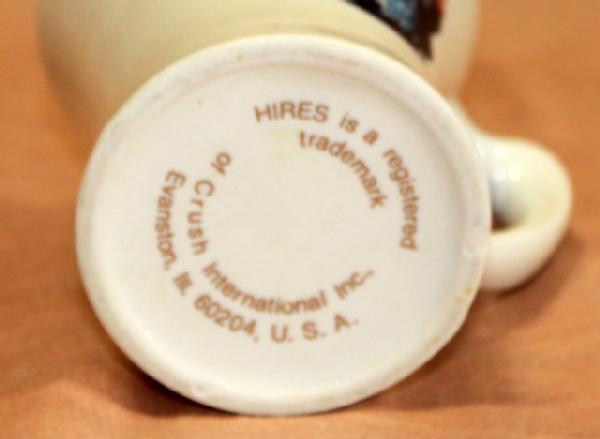 HIRES is a registered
trademark
of Crush International Inc.,
Evanston, Ill. 60204, U. S. A.